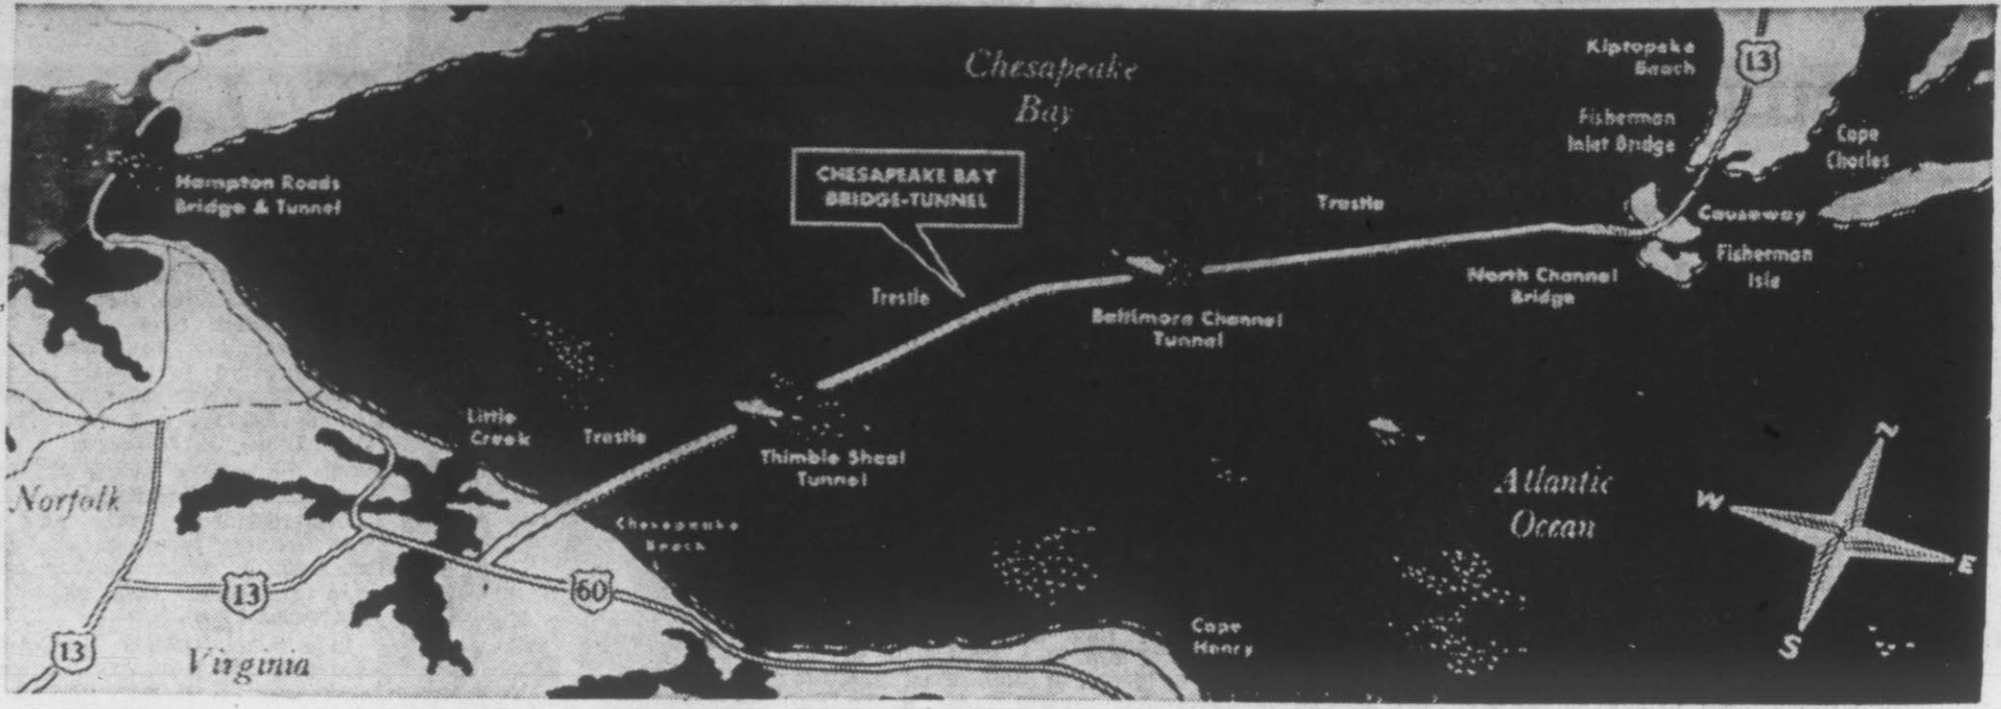 Chesapeake
Bay
Kiptopeke
Beach
13
Fisherman
Inlet Bridge
Cape
Charles
Hampton Roads
Bridge & Tunnel
CHESAPEAKE BAY
BRIDGE-TUNNEL
Trestle
Causeway
Fisherman
Isle
North Channel
Bridge
Trestle
Baltimore Channel
Tunnel
Little
Creek
Trestle
Thimble Shoal
Tunnel
Norfolk
Chesapeake
Beach
Atlantic
Ocean
N
W
E
S
13
60
13
Virginia
Cape
Henry